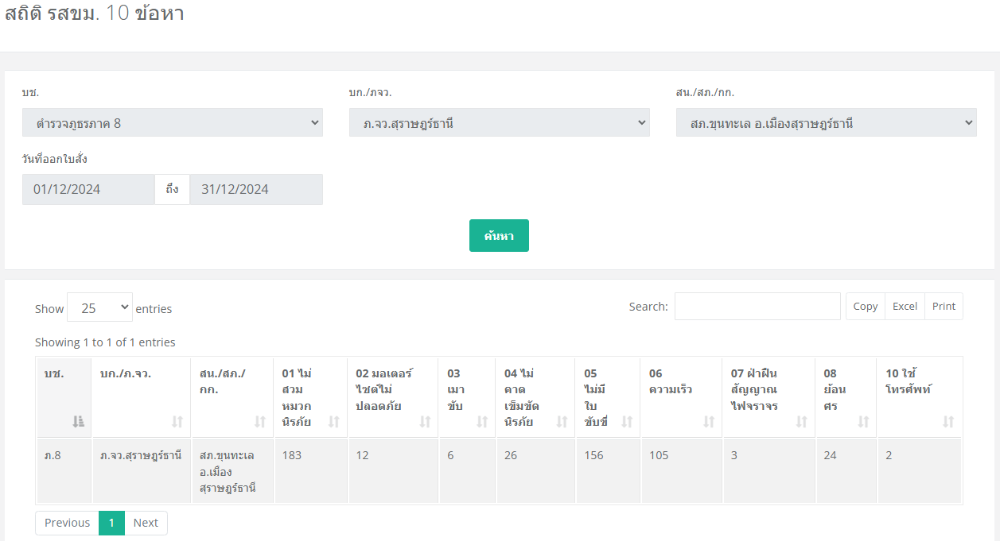 สถิติ รสขม. 10 ข้อหา
บช.
บก./ภจว.
สน./สภ./กก.
ตำรวจภูธรภาค 8
ภ.จว.สุราษฎร์ธานี
สภ.ขุนทะเล อ.เมืองสุราษฎร์ธานี
วันที่ออกใบสั่ง
01/12/2024 ถึง 31/12/2024
ค้นหา
Show 25 entries
Search: Copy Excel Print
Showing 1 to 1 of 1 entries
บช.
บก./ภ.จว.
สน./สภ./
กก.
01 ไม่
สวม
หมวก
นิรภัย
02 มอเตอร์
ไซต์ไม่
ปลอดภัย
03
เมา
ขับ
04 ไม่
คาด
เข็มขัด
นิรภัย
05
ไม่มี
ใบ
ขับขี่
06
ความเร็ว
07 ฝ่าฝืน
สัญญาณ
ไฟจราจร
08
ย้อน
ศร
10 ใช้
โทรศัพท์
ภ.8
ภ.จว.สุราษฎร์ธานี
สภ.ขุนทะเล
อ.เมือง
สุราษฎร์ธานี
183
12
6
26
156
105
3
24
2
Previous 1 Next